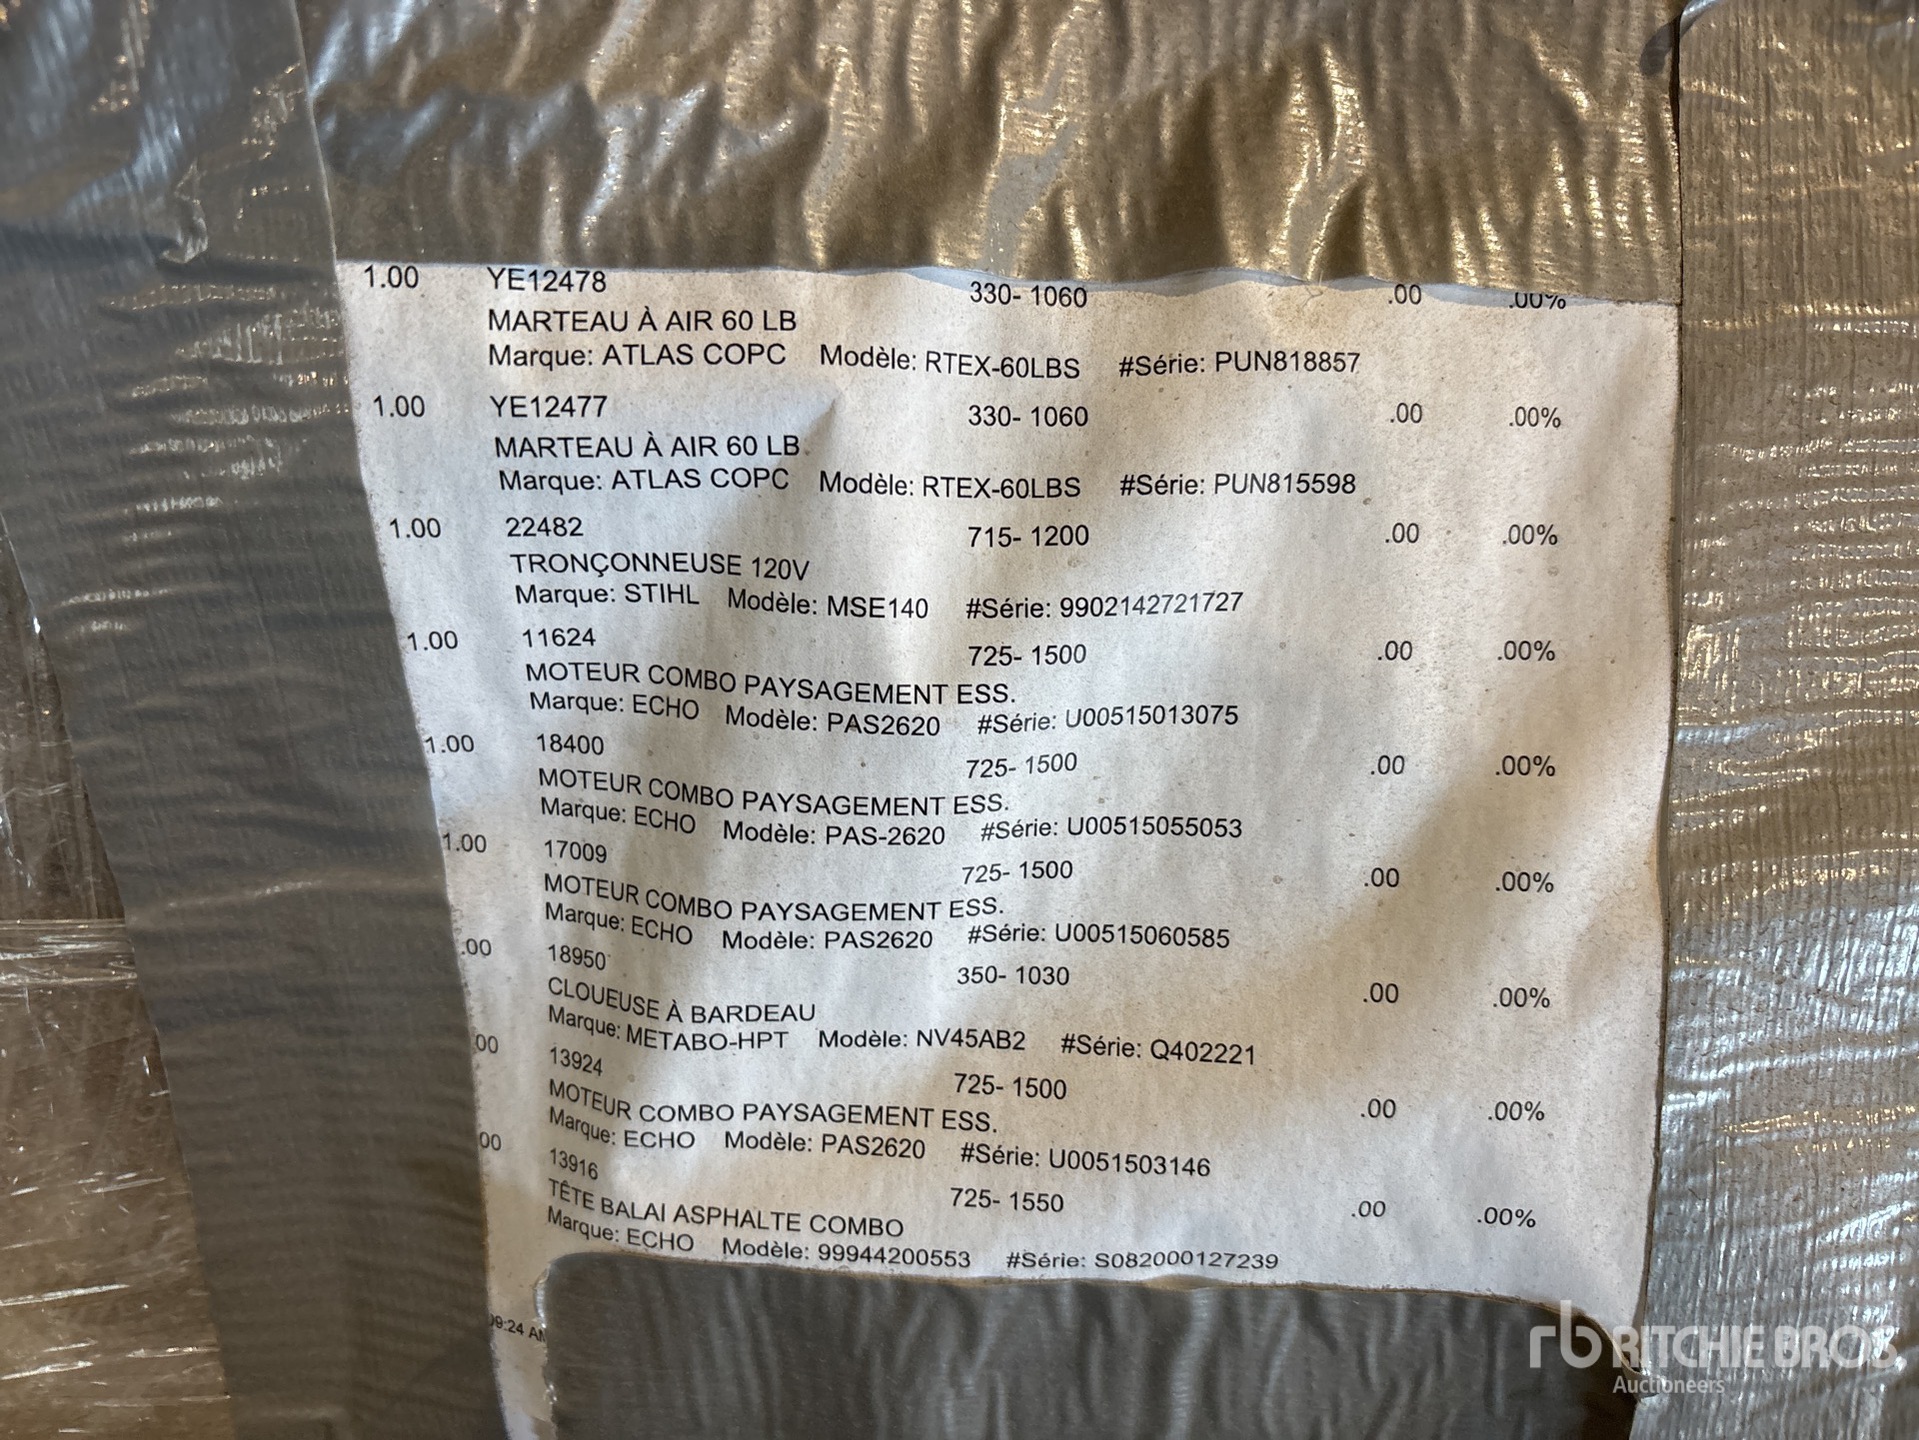 1.00 YE12478 330- 1060 .00 .00%
MARTEAU À AIR 60 LB
Marque: ATLAS COPC Modèle: RTEX-60LBS #Série: PUN818857
1.00 YE12477 330- 1060 .00 .00%
MARTEAU À AIR 60 LB
Marque: ATLAS COPC Modèle: RTEX-60LBS #Série: PUN815598
1.00 22482 715- 1200 .00 .00%
TRONÇONNEUSE 120V
Marque: STIHL Modèle: MSE140 #Série: 9902142721727
1.00 11624 725- 1500 .00 .00%
MOTEUR COMBO PAYSAGEMENT ESS.
Marque: ECHO Modèle: PAS2620 #Série: U00515013075
1.00 18400 725- 1500 .00 .00%
MOTEUR COMBO PAYSAGEMENT ESS.
Marque: ECHO Modèle: PAS-2620 #Série: U00515055053
1.00 17009 725- 1500 .00 .00%
MOTEUR COMBO PAYSAGEMENT ESS.
Marque: ECHO Modèle: PAS2620 #Série: U00515060585
.00 18950 350- 1030 .00 .00%
CLOUEUSE À BARDEAU
Marque: METABO-HPT Modèle: NV45AB2 #Série: Q402221
00 13924 725- 1500 .00 .00%
MOTEUR COMBO PAYSAGEMENT ESS.
Marque: ECHO Modèle: PAS2620 #Série: U0051503146
00 13916 725- 1550 .00 .00%
TÊTE BALAI ASPHALTE COMBO
Marque: ECHO Modèle: 99944200553 #Série: S082000127239
9:24 AM
rb RITCHIE BROS.
Auctioneers